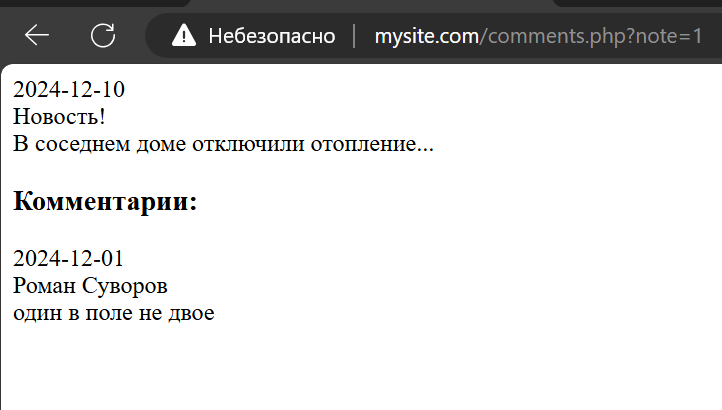 Небезопасно | mysite.com/comments.php?note=1
2024-12-10
Новость!
В соседнем доме отключили отопление...
Комментарии:
2024-12-01
Роман Суворов
один в поле не двое